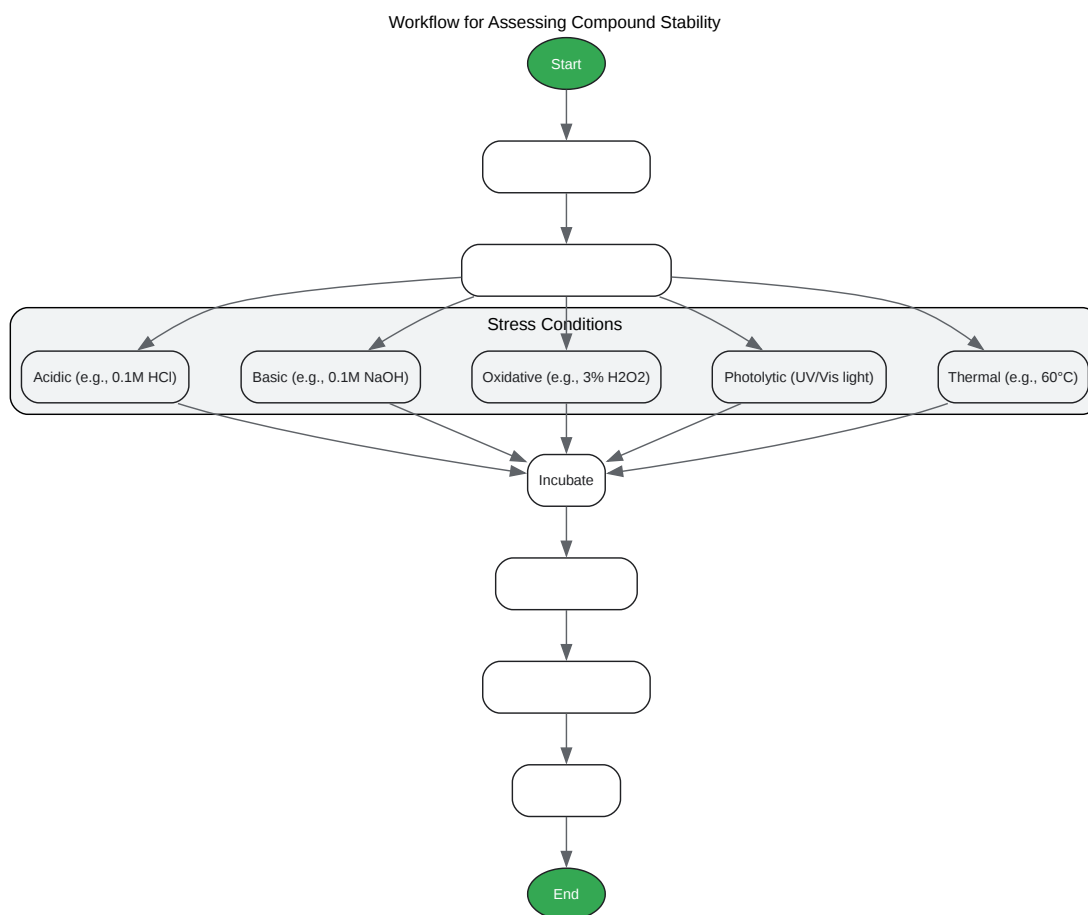 Workflow for Assessing Compound Stability
Start
Stress Conditions
Acidic (e.g., 0.1M HCl)
Basic (e.g., 0.1M NaOH)
Oxidative (e.g., 3% H2O2)
Photolytic (UV/Vis light)
Thermal (e.g., 60°C)
Incubate
End